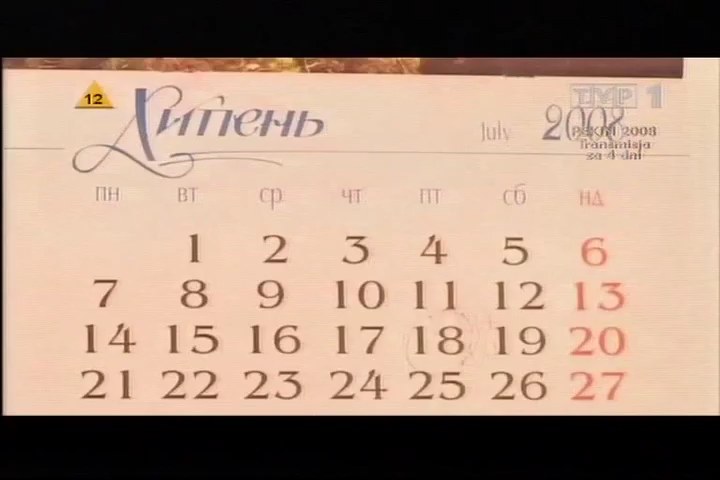 12
TVP 1
Липень July 2008
PEKIN 2008
Transmisja
za 4 dni
пн вт ср чт пт сб нд
1 2 3 4 5 6
7 8 9 10 11 12 13
14 15 16 17 18 19 20
21 22 23 24 25 26 27